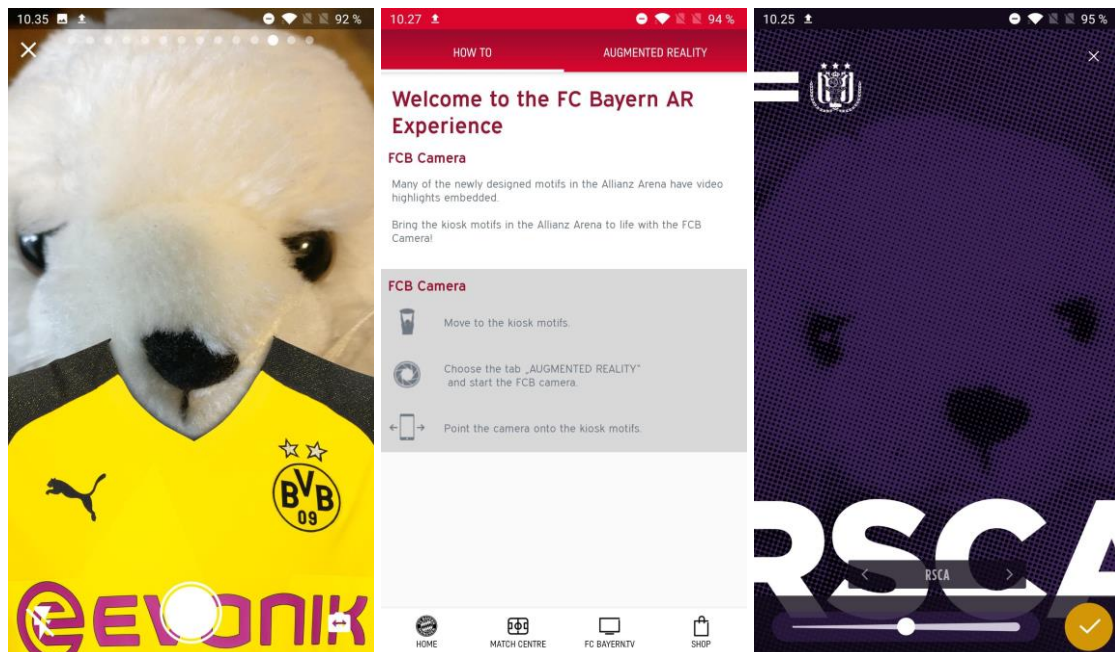 10.35
92 %
BVB
09
EVONIK
10.27
94 %
HOW TO
AUGMENTED REALITY
Welcome to the FC Bayern AR
Experience
FCB Camera
Many of the newly designed motifs in the Allianz Arena have video
highlights embedded.
Bring the kiosk motifs in the Allianz Arena to life with the FCB
Camera!
FCB Camera
Move to the kiosk motifs.
Choose the tab „AUGMENTED REALITY"
and start the FCB camera.
Point the camera onto the kiosk motifs.
HOME
MATCH CENTRE
FC BAYERN.TV
SHOP
10.25
95 %
RSCA
RSCA